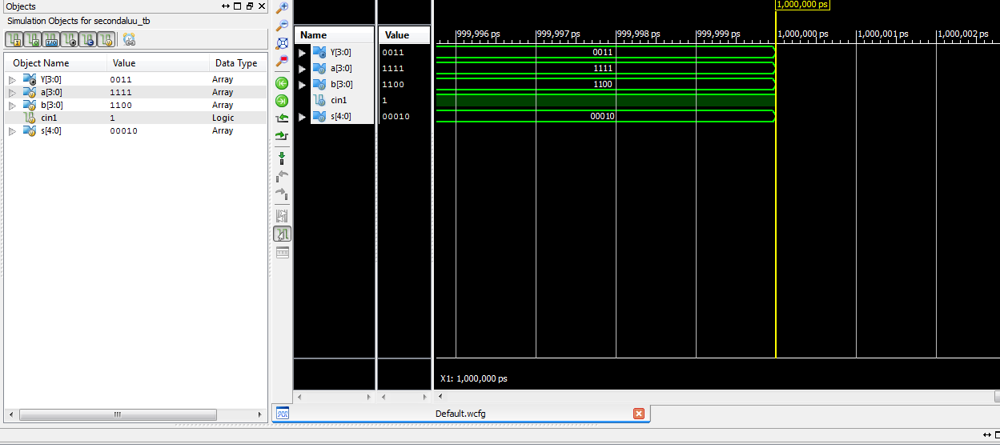 Objects
Simulation Objects for secondaluu_tb
Object Name Value Data Type
Y[3:0] 0011 Array
a[3:0] 1111 Array
b[3:0] 1100 Array
cin1 1 Logic
s[4:0] 00010 Array
1,000,000 ps
Name Value
999,996 ps 999,997 ps 999,998 ps 999,999 ps 1,000,000 ps 1,000,001 ps 1,000,002 ps
Y[3:0] 0011 0011
a[3:0] 1111 1111
b[3:0] 1100 1100
cin1 1
s[4:0] 00010 00010
X1: 1,000,000 ps
Default.wcfg